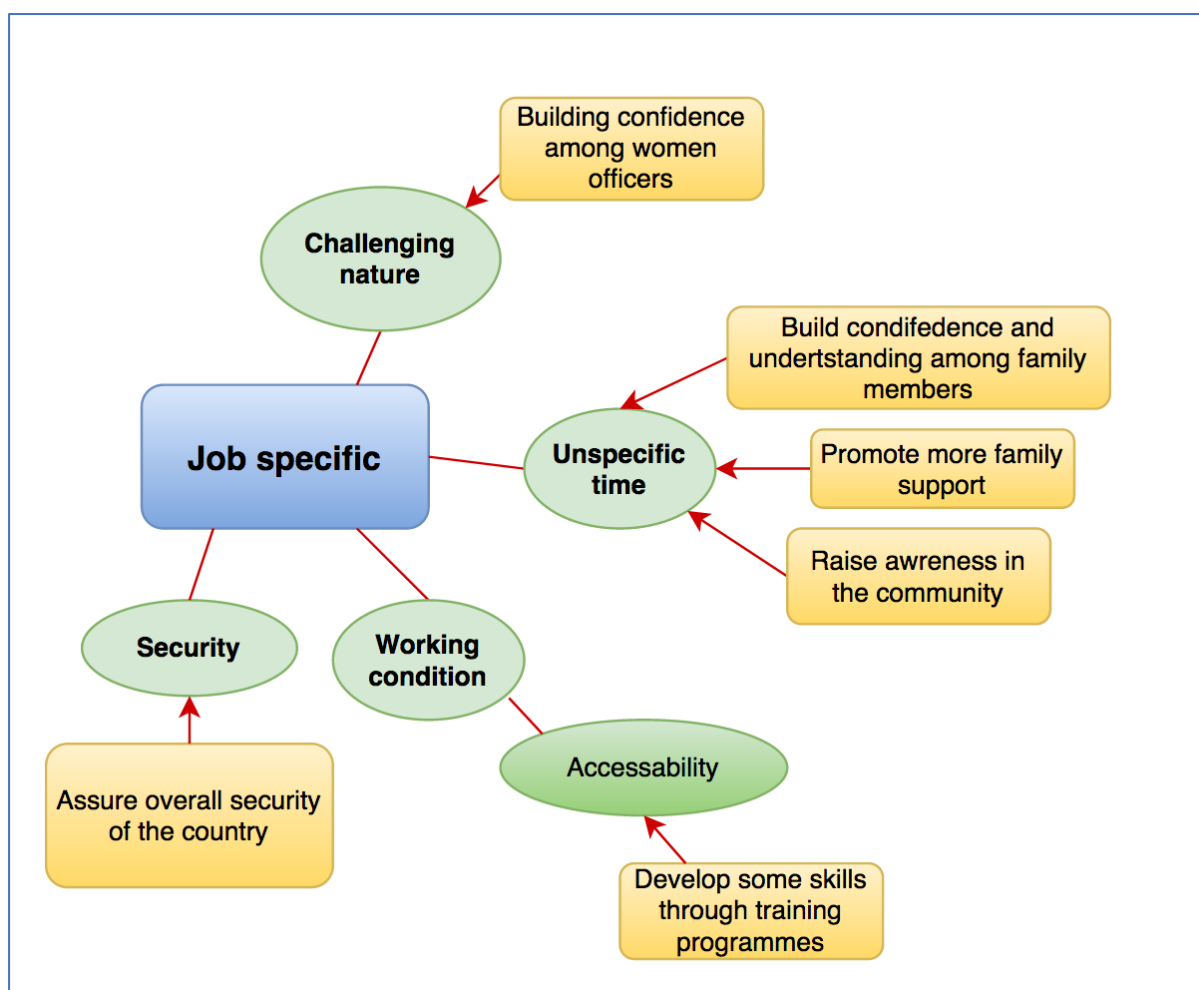 Building confidence
among women
officers
Challenging
nature
Build condifedence and
undertstanding among family
members
Job specific
Unspecific
time
Promote more family
support
Raise awreness in
the community
Security
Working
condition
Accessability
Assure overall security
of the country
Develop some skills
through training
programmes